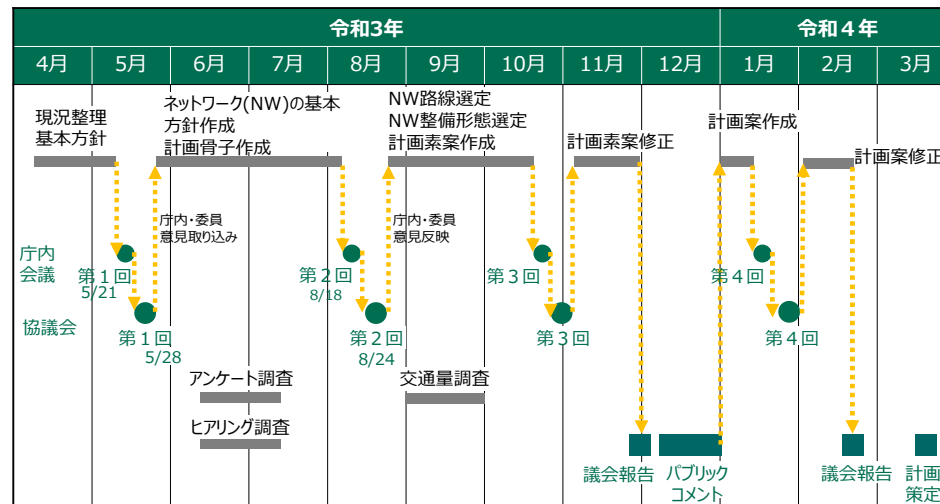 令和3年
令和４年
4月
5月
6月
7月
8月
9月
10月
11月
12月
1月
2月
3月
現況整理
基本方針
ネットワーク(NW)の基本
方針作成
計画骨子作成
NW路線選定
NW整備形態選定
計画素案作成
計画素案修正
計画案作成
計画案修正
庁内・委員
意見取り込み
庁内・委員
意見反映
庁内
会議
第１回
5/21
第２回
8/18
第３回
第４回
協議会
第１回
5/28
第２回
8/24
第３回
第４回
アンケート調査
交通量調査
ヒアリング調査
議会報告
パブリック
コメント
議会報告
計画
策定